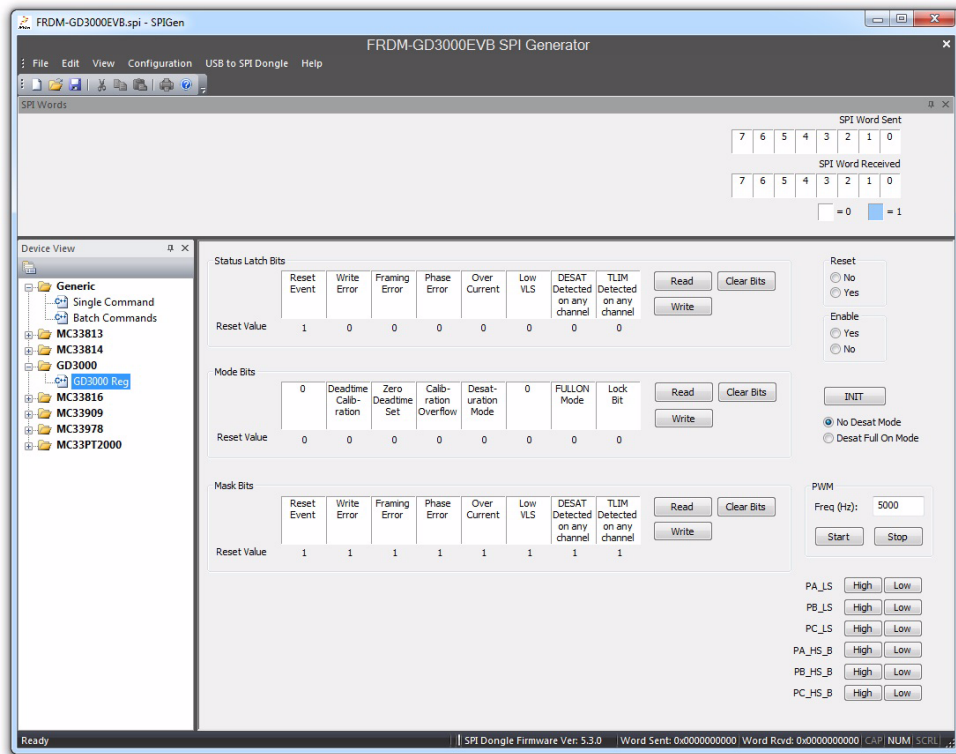 FRDM-GD3000EVB.spi - SPIGen
FRDM-GD3000EVB SPI Generator
File Edit View Configuration USB to SPI Dongle Help
SPI Words
SPI Word Sent
7 6 5 4 3 2 1 0
SPI Word Received
7 6 5 4 3 2 1 0
= 0 = 1
Device View
Generic
Single Command
Batch Commands
MC33813
MC33814
GD3000
GD3000 Reg
MC33816
MC33909
MC33978
MC33PT2000
Status Latch Bits
Reset Event
Write Error
Framing Error
Phase Error
Over Current
Low VLS
DESAT Detected on any channel
TLIM Detected on any channel
Read Clear Bits
Write
Reset Value 1 0 0 0 0 0 0 0
Mode Bits
0
Deadtime Calib-ration
Zero Deadtime Set
Calib-ration Overflow
Desat-uration Mode
0
FULLON Mode
Lock Bit
Read Clear Bits
Write
Reset Value 0 0 0 0 0 0 0 0
Mask Bits
Reset Event
Write Error
Framing Error
Phase Error
Over Current
Low VLS
DESAT Detected on any channel
TLIM Detected on any channel
Read Clear Bits
Write
Reset Value 1 1 1 1 1 1 1 1
Reset
No
Yes
Enable
Yes
No
INIT
No Desat Mode
Desat Full On Mode
PWM
Freq (Hz): 5000
Start Stop
PA_LS High Low
PB_LS High Low
PC_LS High Low
PA_HS_B High Low
PB_HS_B High Low
PC_HS_B High Low
Ready
SPI Dongle Firmware Ver: 5.3.0 Word Sent: 0x0000000000 Word Rcvd: 0x0000000000 CAP NUM SCRL